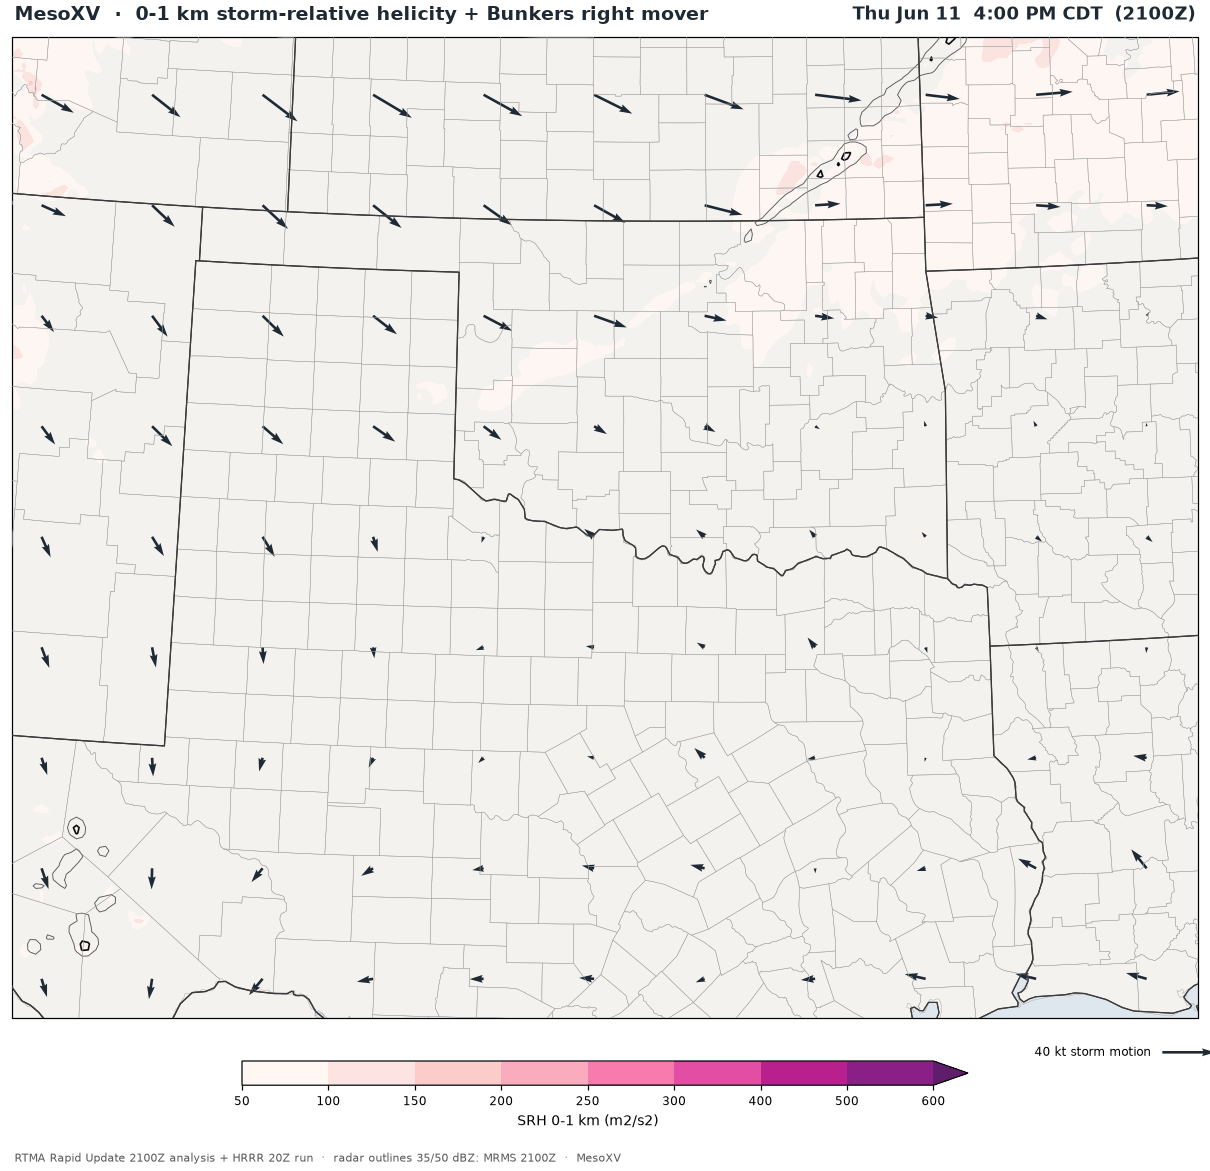 MesoXV · 0-1 km storm-relative helicity + Bunkers right mover
Thu Jun 11 4:00 PM CDT (2100Z)
40 kt storm motion
50 100 150 200 250 300 400 500 600
SRH 0-1 km (m2/s2)
RTMA Rapid Update 2100Z analysis + HRRR 20Z run · radar outlines 35/50 dBZ: MRMS 2100Z · MesoXV